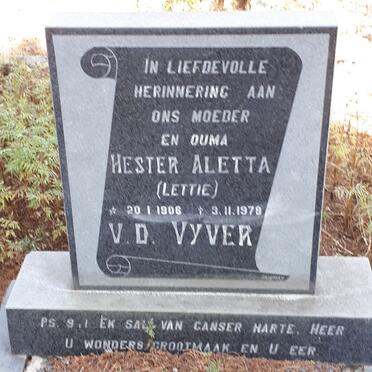 IN LIEFDEVOLLE
HERINNERING AAN
ONS MOEDER
EN OUMA
HESTER ALETTA
(LETTIE)
* 20.1.1906 † 3.11.1978
V.D. VYVER
PS. 9.1 EK SAL VAN GANSER HARTE, HEER
U WONDERS GROOTMAAK EN U EER